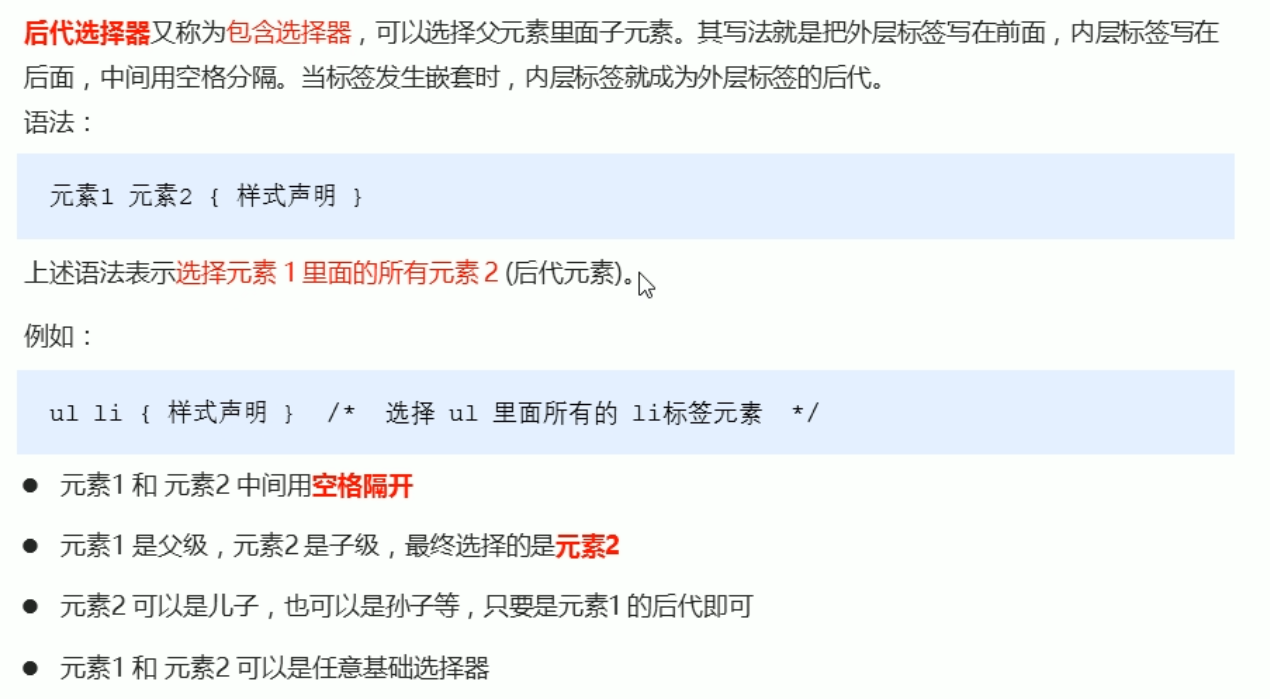 后代选择器又称为包含选择器，可以选择父元素里面子元素。其写法就是把外层标签写在前面，内层标签写在
后面，中间用空格分隔。当标签发生嵌套时，内层标签就成为外层标签的后代。
语法：
元素1 元素2 { 样式声明 }
上述语法表示选择元素 1 里面的所有元素 2 (后代元素)。
例如：
ul li { 样式声明 } /* 选择 ul 里面所有的 li标签元素 */
● 元素1 和 元素2 中间用空格隔开
● 元素1 是父级，元素2 是子级，最终选择的是元素2
● 元素2 可以是儿子，也可以是孙子等，只要是元素1 的后代即可
● 元素1 和 元素2 可以是任意基础选择器